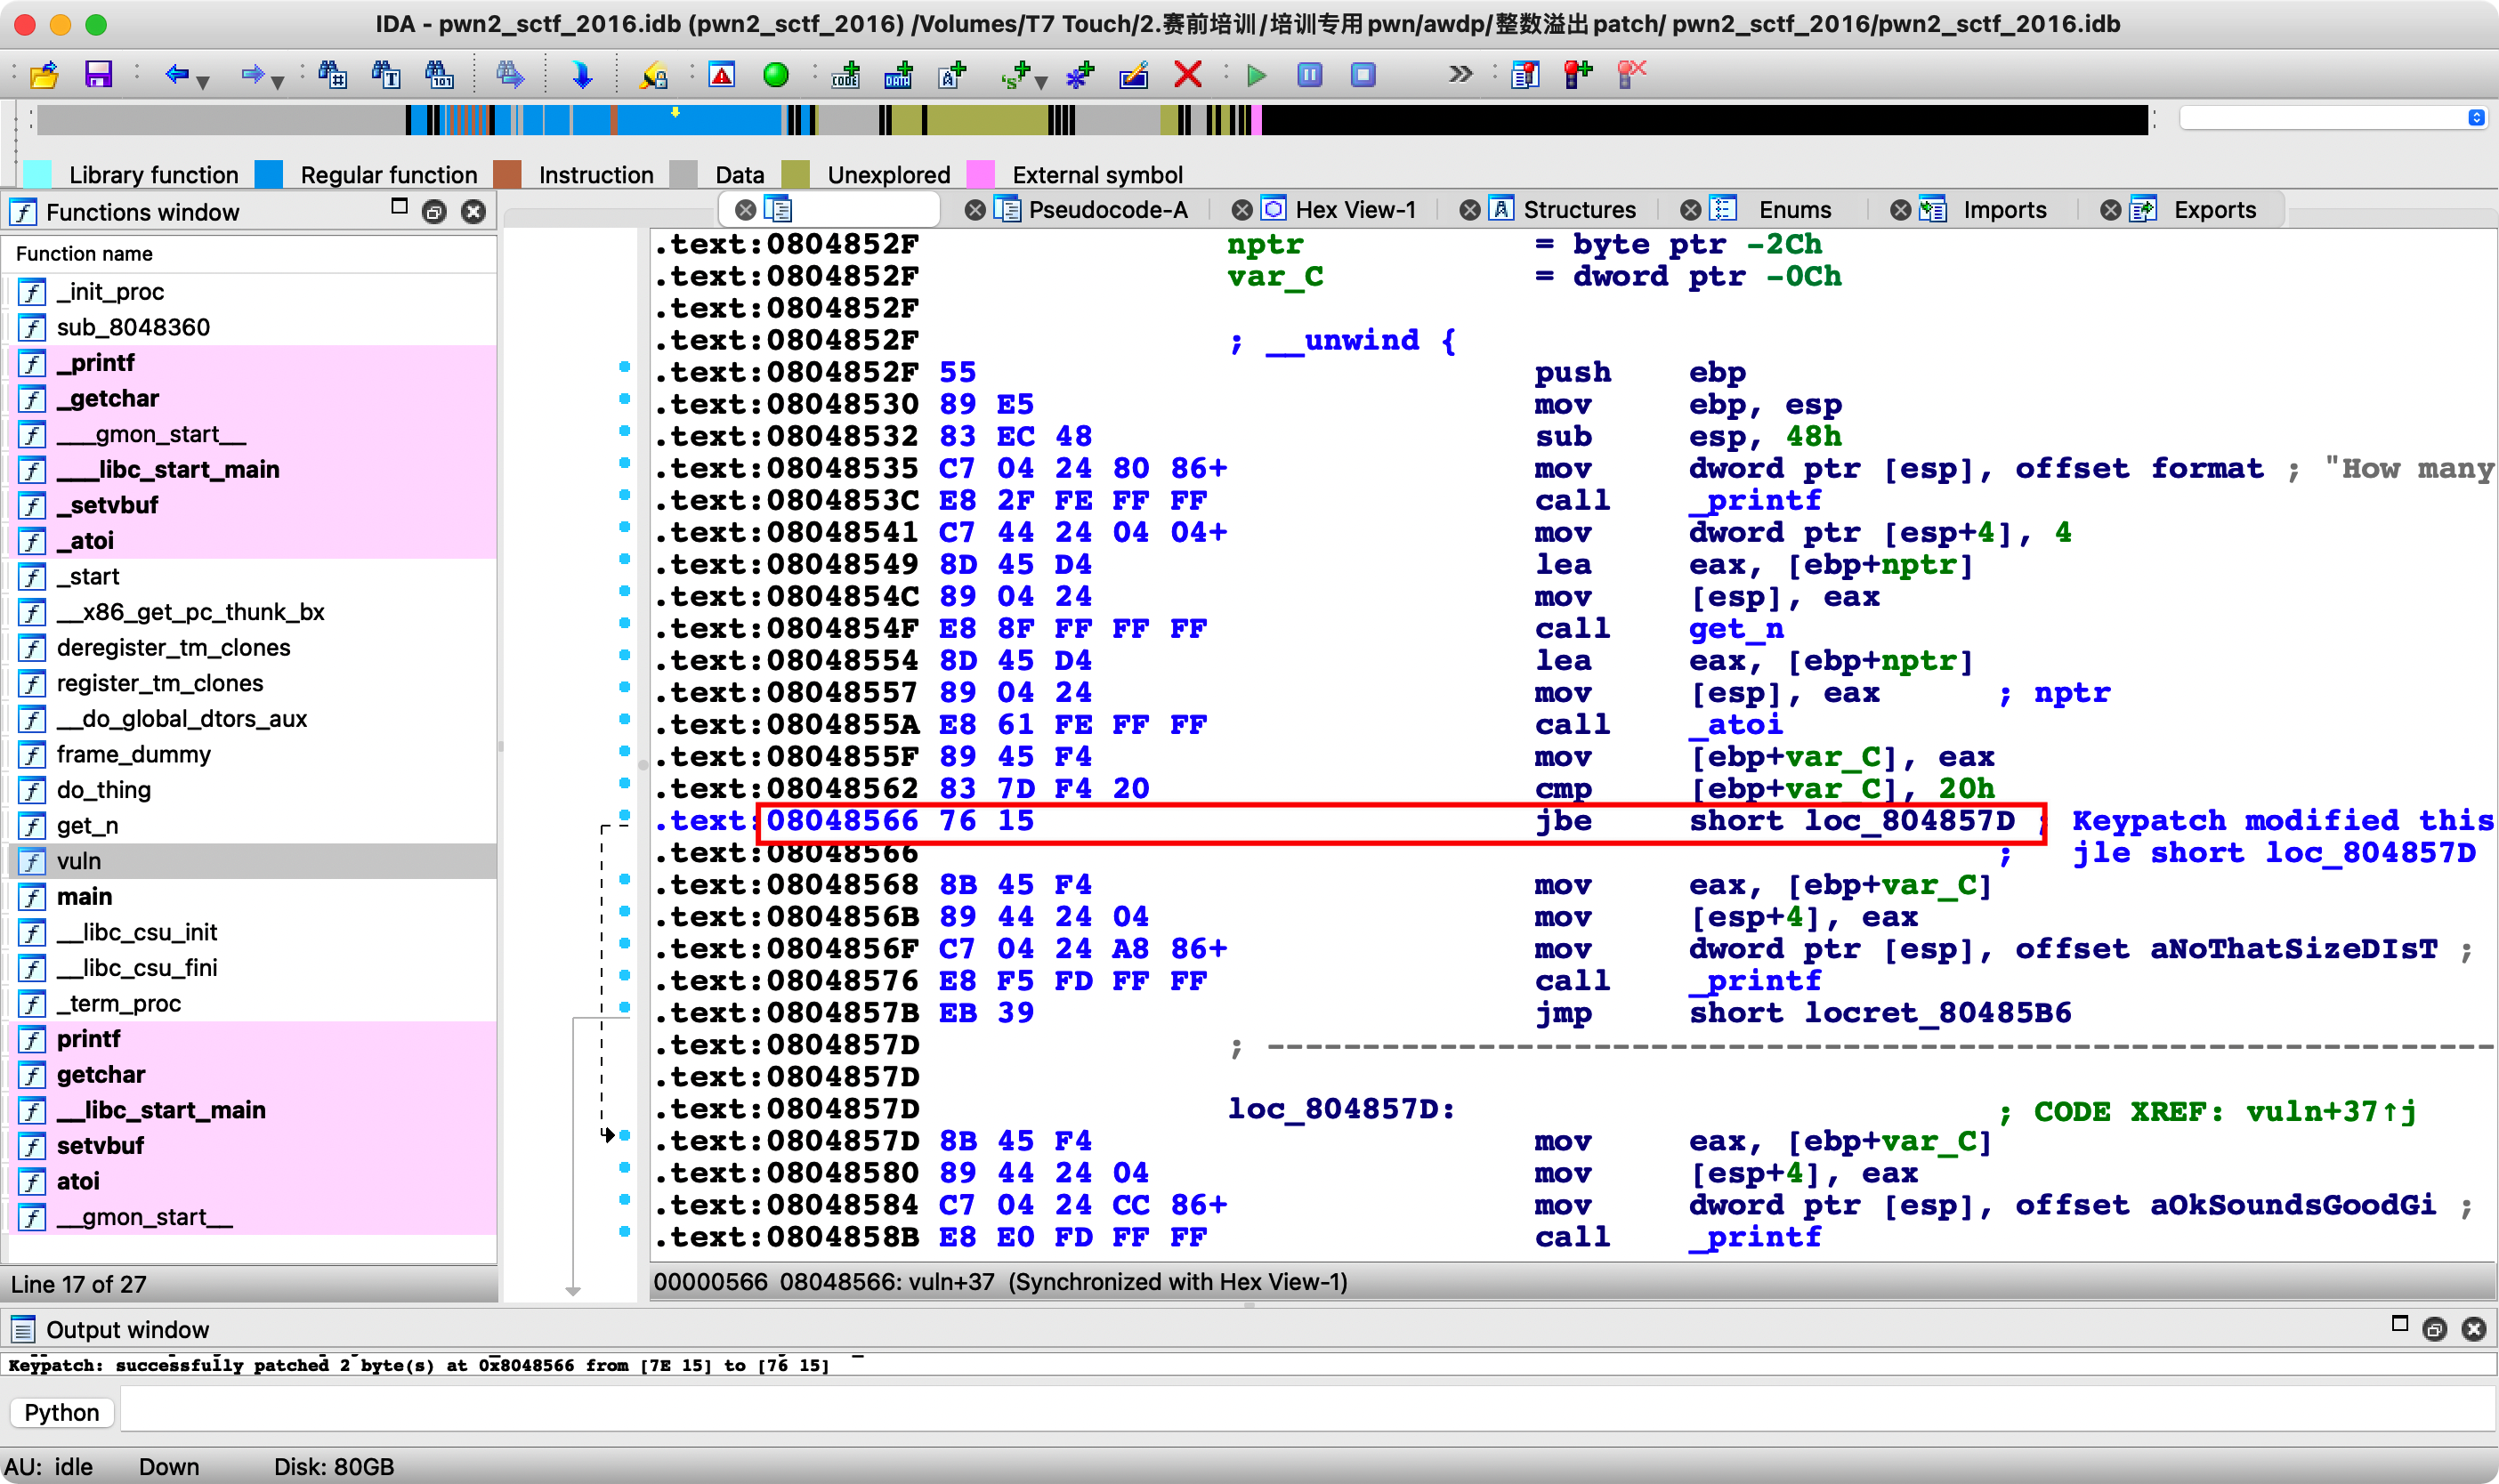 IDA - pwn2_sctf_2016.idb (pwn2_sctf_2016) /Volumes/T7 Touch/2.赛前培训/培训专用pwn/awdp/整数溢出patch/ pwn2_sctf_2016/pwn2_sctf_2016.idb
Library function Regular function Instruction Data Unexplored External symbol
Functions window
Pseudocode-A Hex View-1 Structures Enums Imports Exports
Function name
_init_proc
sub_8048360
_printf
_getchar
___gmon_start__
___libc_start_main
_setvbuf
_atoi
_start
__x86_get_pc_thunk_bx
deregister_tm_clones
register_tm_clones
__do_global_dtors_aux
frame_dummy
do_thing
get_n
vuln
main
__libc_csu_init
__libc_csu_fini
_term_proc
printf
getchar
__libc_start_main
setvbuf
atoi
__gmon_start__
Line 17 of 27
.text:0804852F nptr = byte ptr -2Ch
.text:0804852F var_C = dword ptr -0Ch
.text:0804852F
.text:0804852F ; __unwind {
.text:0804852F 55 push ebp
.text:08048530 89 E5 mov ebp, esp
.text:08048532 83 EC 48 sub esp, 48h
.text:08048535 C7 04 24 80 86+ mov dword ptr [esp], offset format ; "How many
.text:0804853C E8 2F FE FF FF call _printf
.text:08048541 C7 44 24 04 04+ mov dword ptr [esp+4], 4
.text:08048549 8D 45 D4 lea eax, [ebp+nptr]
.text:0804854C 89 04 24 mov [esp], eax
.text:0804854F E8 8F FF FF FF call get_n
.text:08048554 8D 45 D4 lea eax, [ebp+nptr]
.text:08048557 89 04 24 mov [esp], eax ; nptr
.text:0804855A E8 61 FE FF FF call _atoi
.text:0804855F 89 45 F4 mov [ebp+var_C], eax
.text:08048562 83 7D F4 20 cmp [ebp+var_C], 20h
.text:08048566 76 15 jbe short loc_804857D ; Keypatch modified this
.text:08048566 ; jle short loc_804857D
.text:08048568 8B 45 F4 mov eax, [ebp+var_C]
.text:0804856B 89 44 24 04 mov [esp+4], eax
.text:0804856F C7 04 24 A8 86+ mov dword ptr [esp], offset aNoThatSizeDIsT ;
.text:08048576 E8 F5 FD FF FF call _printf
.text:0804857B EB 39 jmp short locret_80485B6
.text:0804857D ; ----------------------------------------------------------------
.text:0804857D
.text:0804857D loc_804857D: ; CODE XREF: vuln+37↑j
.text:0804857D 8B 45 F4 mov eax, [ebp+var_C]
.text:08048580 89 44 24 04 mov [esp+4], eax
.text:08048584 C7 04 24 CC 86+ mov dword ptr [esp], offset aOkSoundsGoodGi ;
.text:0804858B E8 E0 FD FF FF call _printf
00000566 08048566: vuln+37 (Synchronized with Hex View-1)
Output window
Keypatch: successfully patched 2 byte(s) at 0x8048566 from [7E 15] to [76 15]
Python
AU: idle Down Disk: 80GB